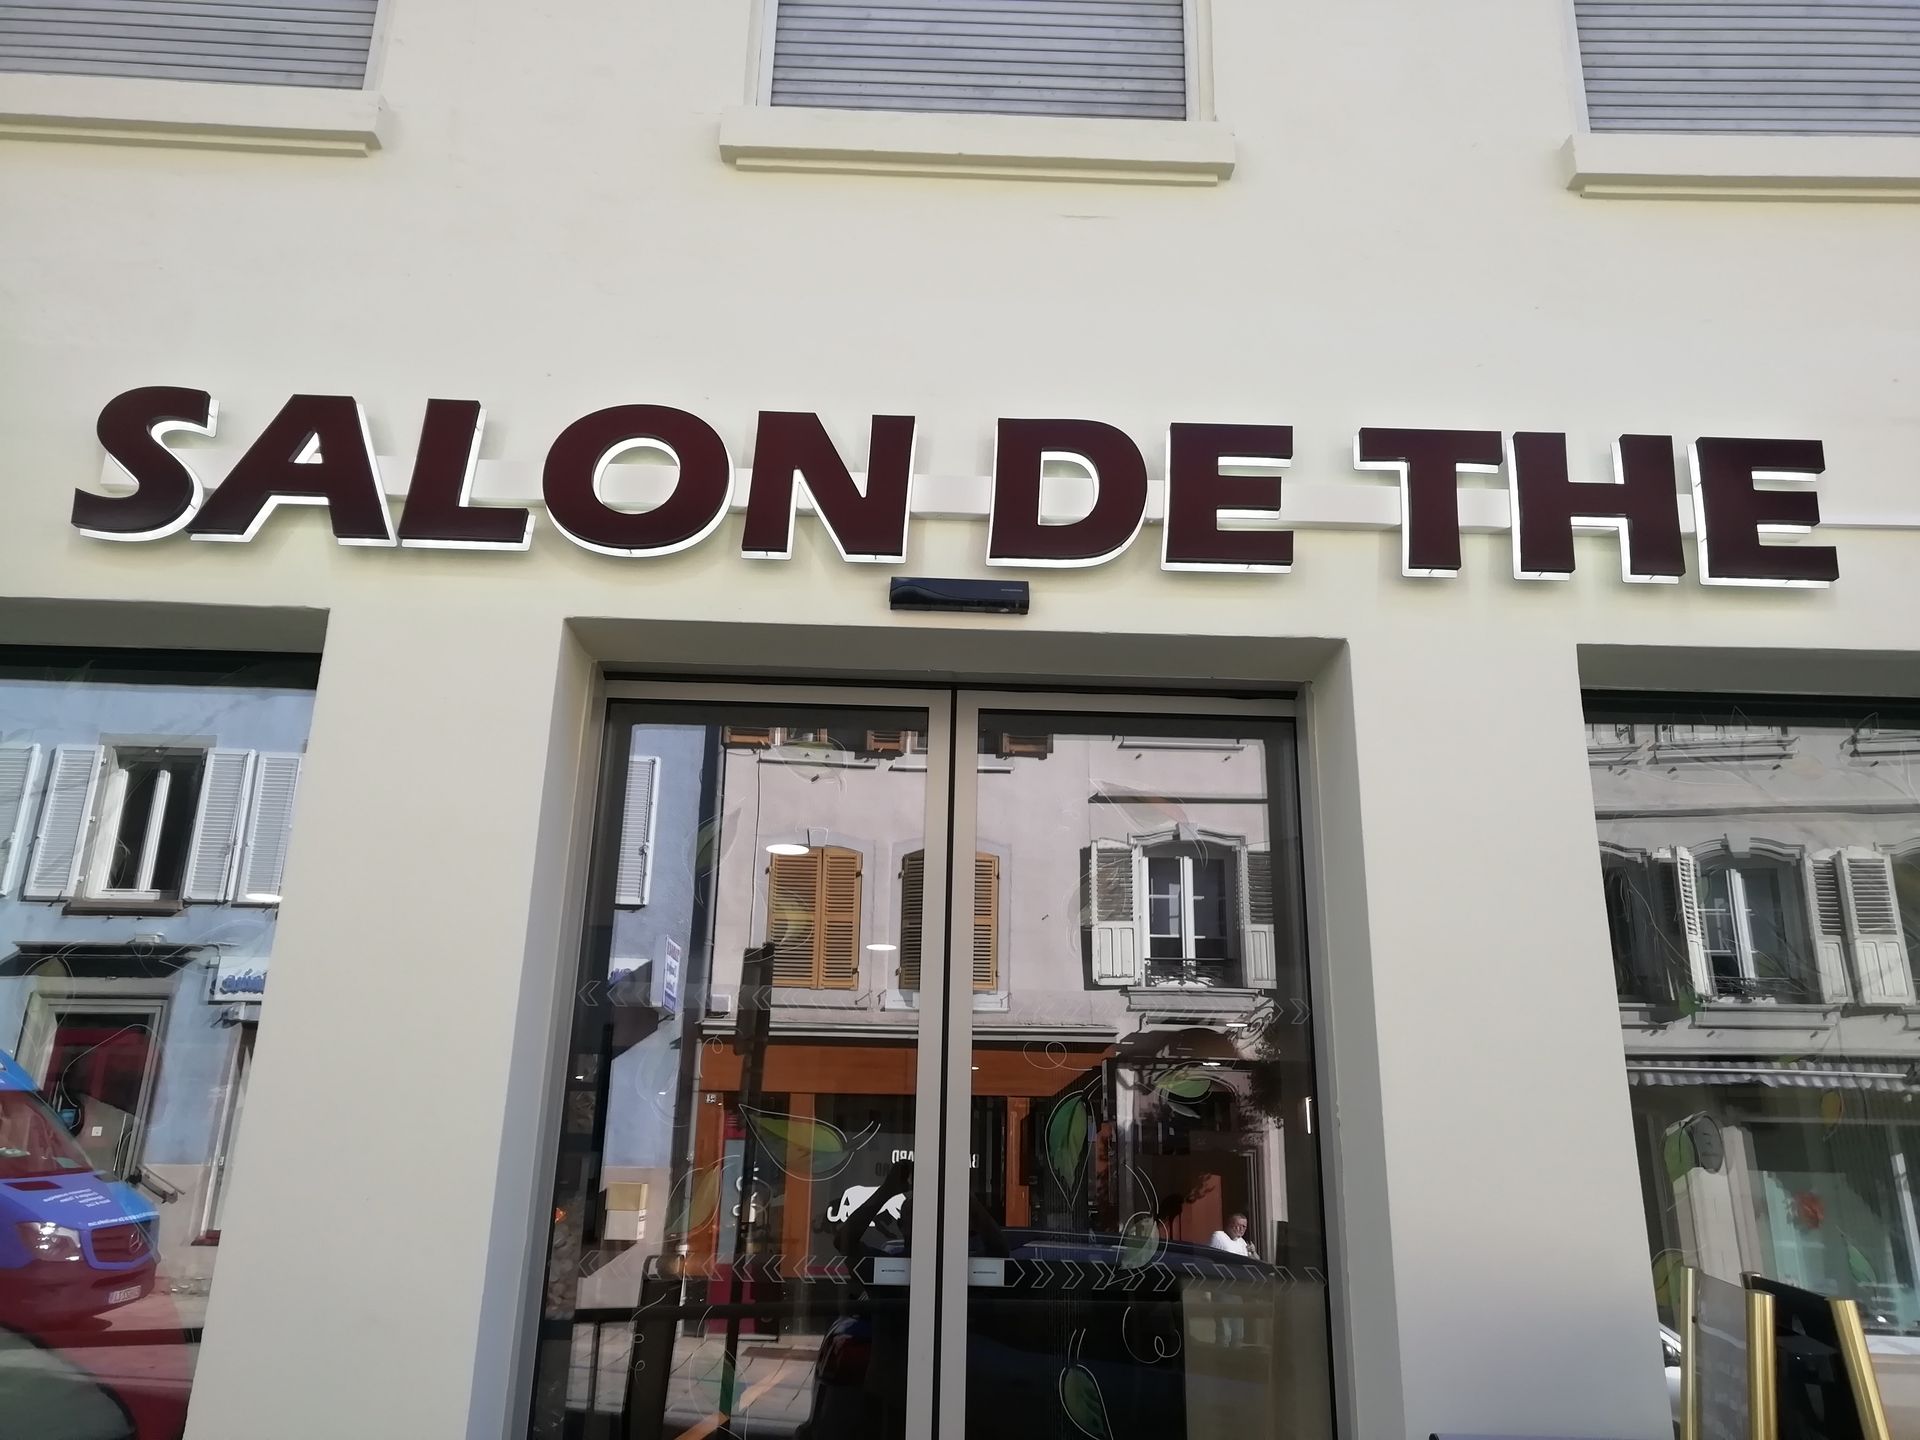 SALON DE THE